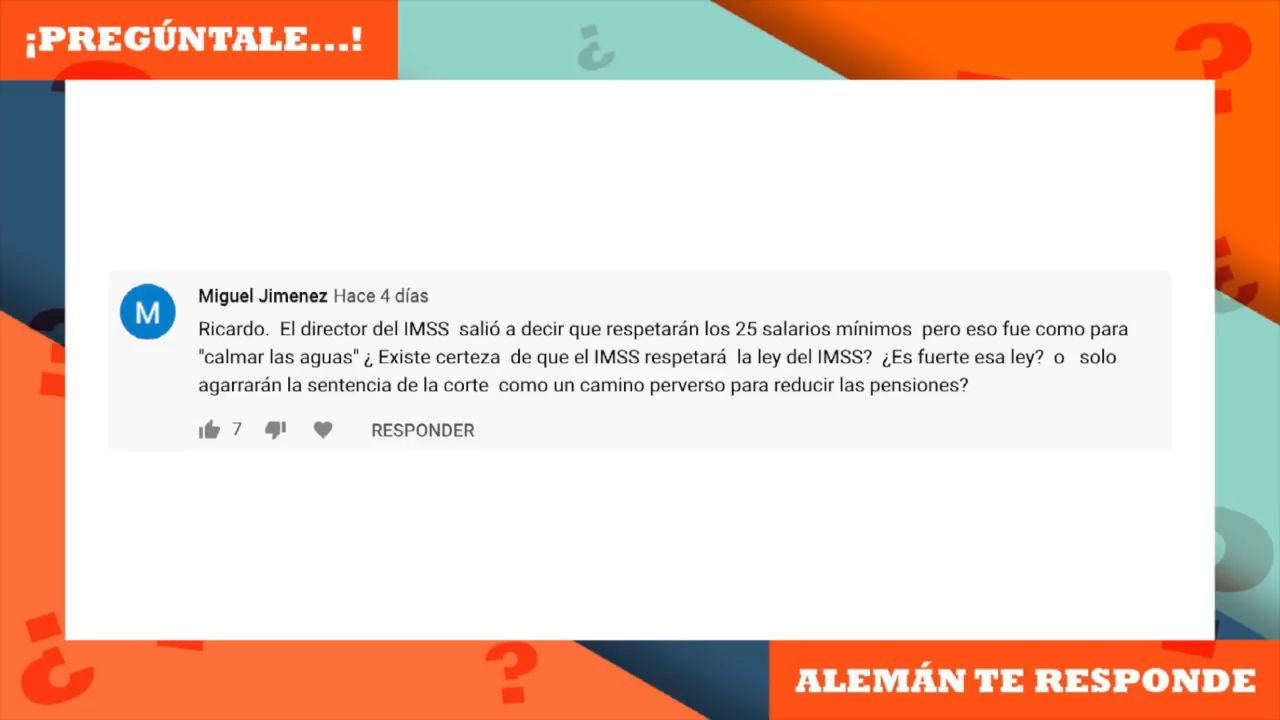 ¡PREGÚNTALE...!
M
Miguel Jimenez Hace 4 días
Ricardo. El director del IMSS salió a decir que respetarán los 25 salarios mínimos pero eso fue como para
"calmar las aguas" ¿ Existe certeza de que el IMSS respetará la ley del IMSS? ¿Es fuerte esa ley? o solo
agarrarán la sentencia de la corte como un camino perverso para reducir las pensiones?
7 RESPONDER
ALEMÁN TE RESPONDE